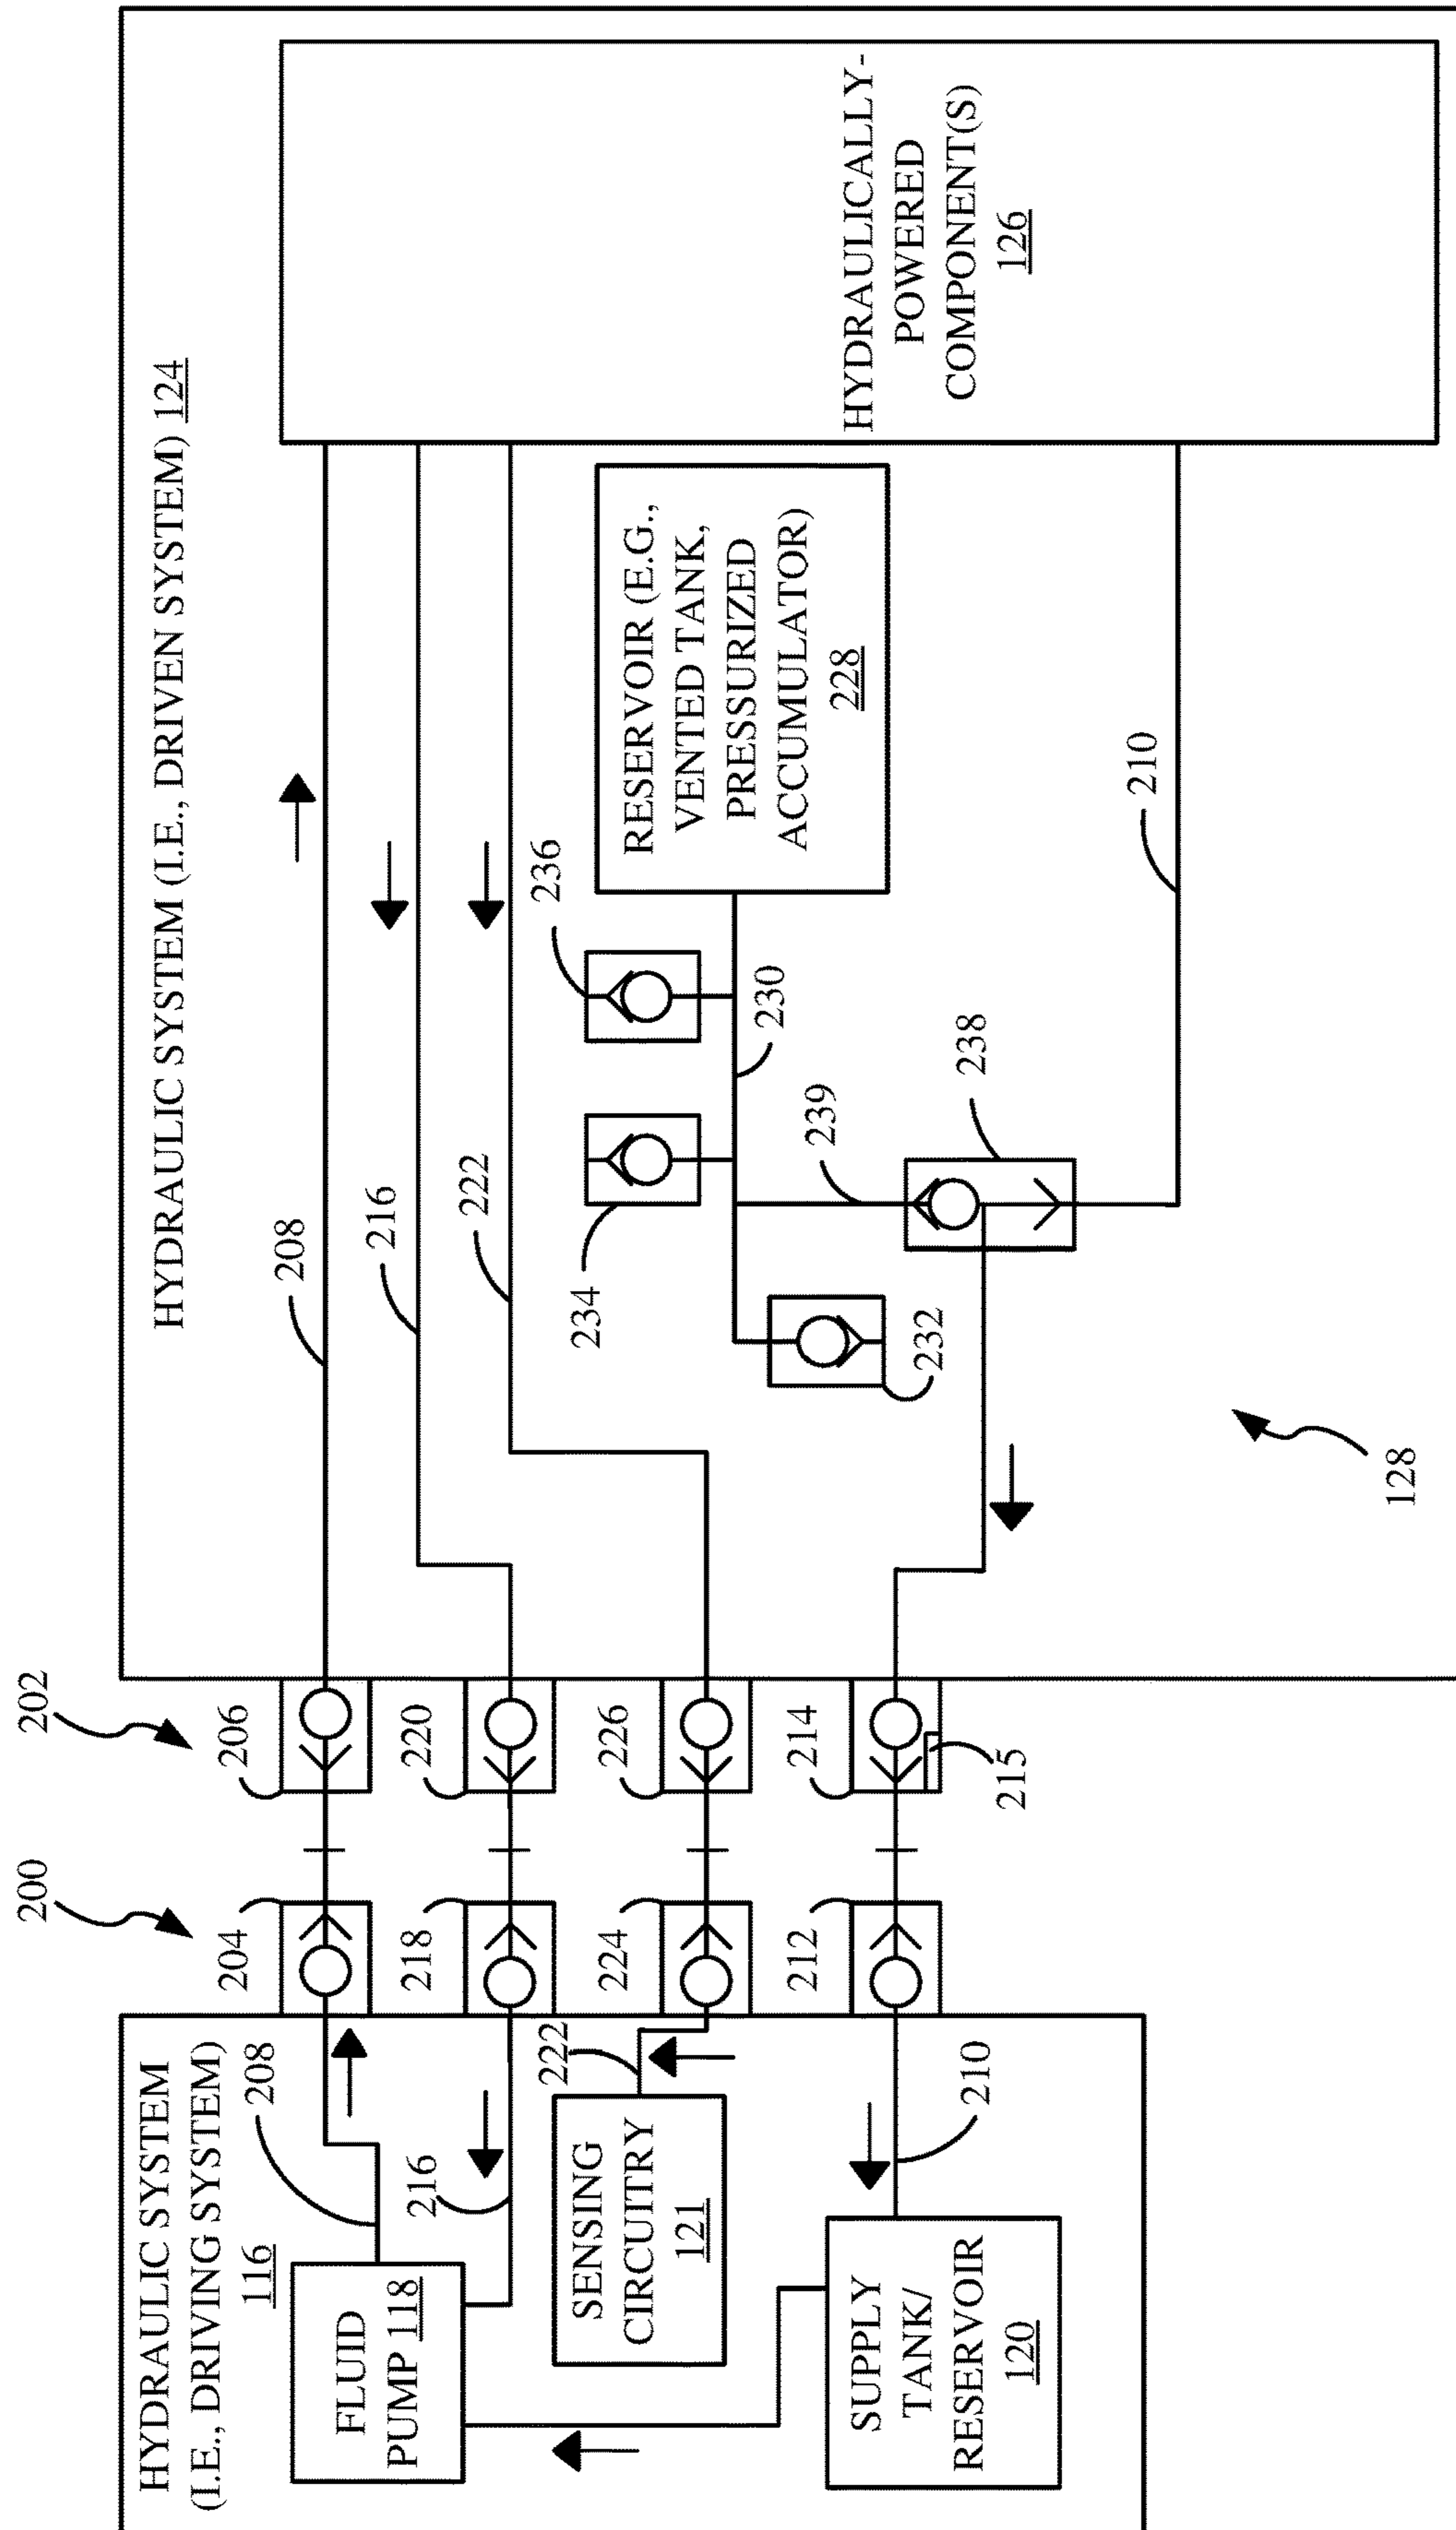 HYDRAULIC SYSTEM
(I.E., DRIVING SYSTEM)
116
FLUID
PUMP 118
208
216
SENSING
CIRCUITRY
121
222
SUPPLY
TANK/
RESERVOIR
120
210
200
204
218
224
212
202
206
220
226
214
215
HYDRAULIC SYSTEM (I.E., DRIVEN SYSTEM) 124
208
216
222
234
236
232
230
239
238
RESERVOIR (E.G.,
VENTED TANK,
PRESSURIZED
ACCUMULATOR)
228
210
128
HYDRAULICALLY-
POWERED
COMPONENT(S)
126